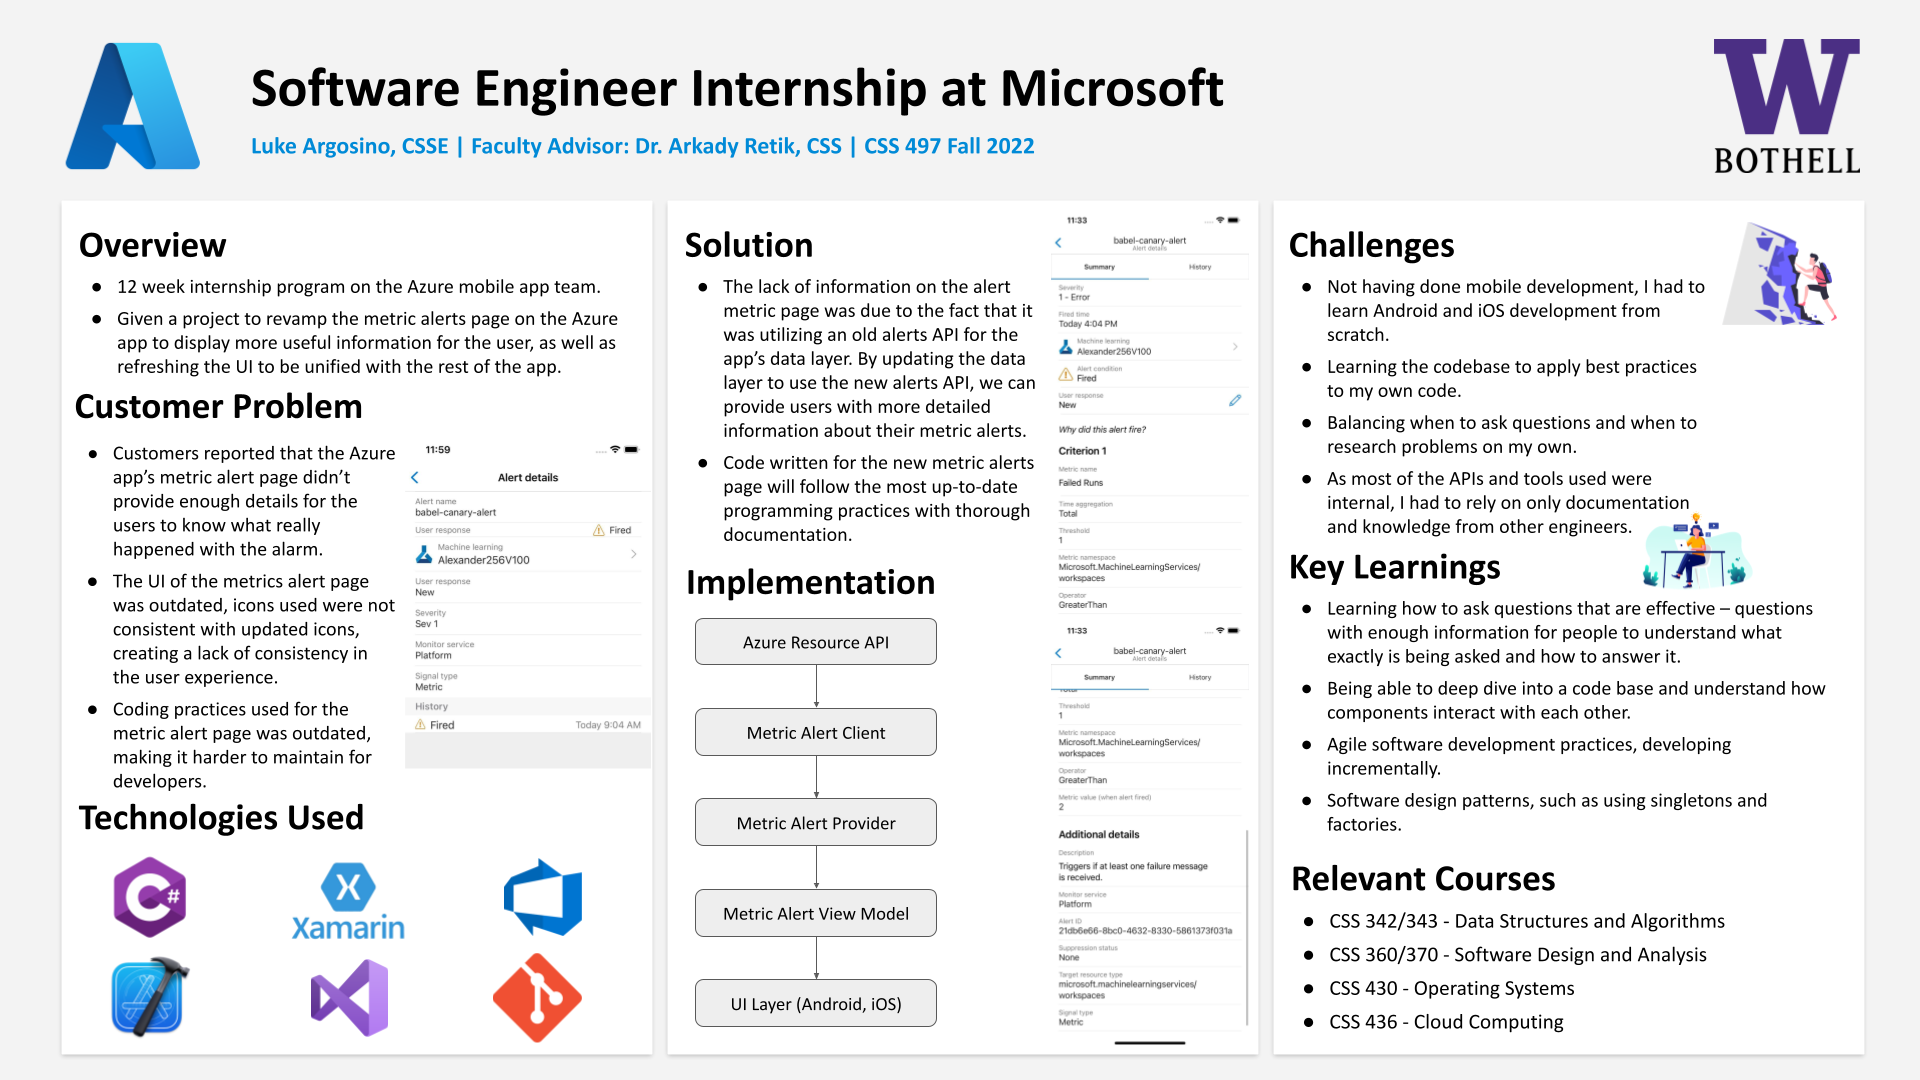 Software Engineer Internship at Microsoft
Luke Argosino, CSSE | Faculty Advisor: Dr. Arkady Retik, CSS | CSS 497 Fall 2022
W
BOTHELL
Overview
● 12 week internship program on the Azure mobile app team.
● Given a project to revamp the metric alerts page on the Azure
app to display more useful information for the user, as well as
refreshing the UI to be unified with the rest of the app.
Customer Problem
● Customers reported that the Azure
app’s metric alert page didn’t
provide enough details for the
users to know what really
happened with the alarm.
● The UI of the metrics alert page
was outdated, icons used were not
consistent with updated icons,
creating a lack of consistency in
the user experience.
● Coding practices used for the
metric alert page was outdated,
making it harder to maintain for
developers.
11:59
Alert details
Alert name
babel-canary-alert
User response
Fired
Machine learning
Alexander256V100
User response
New
Severity
Sev 1
Monitor service
Platform
Signal type
Metric
History
Fired Today 9:04 AM
Technologies Used
C#
X
Xamarin
Solution
● The lack of information on the alert
metric page was due to the fact that it
was utilizing an old alerts API for the
app’s data layer. By updating the data
layer to use the new alerts API, we can
provide users with more detailed
information about their metric alerts.
● Code written for the new metric alerts
page will follow the most up-to-date
programming practices with thorough
documentation.
Implementation
Azure Resource API
Metric Alert Client
Metric Alert Provider
Metric Alert View Model
UI Layer (Android, iOS)
11:33
babel-canary-alert
Alert details
Summary History
Severity
1 - Error
Fired time
Today 4:04 PM
Machine learning
Alexander256V100
Alert condition
Fired
User response
New
Why did this alert fire?
Criterion 1
Metric name
Failed Runs
Time aggregation
Total
Threshold
1
Metric namespace
Microsoft.MachineLearningServices/
workspaces
Operator
GreaterThan
11:33
babel-canary-alert
Alert details
Summary History
Total
Threshold
1
Metric namespace
Microsoft.MachineLearningServices/
workspaces
Operator
GreaterThan
Metric value (when alert fired)
2
Additional details
Description
Triggers if at least one failure message
is received.
Monitor service
Platform
Alert ID
21db6e66-8bc0-4632-8330-5861373f031a
Suppression status
None
Target resource type
microsoft.machinelearningservices/
workspaces
Signal type
Metric
Challenges
● Not having done mobile development, I had to
learn Android and iOS development from
scratch.
● Learning the codebase to apply best practices
to my own code.
● Balancing when to ask questions and when to
research problems on my own.
● As most of the APIs and tools used were
internal, I had to rely on only documentation
and knowledge from other engineers.
Key Learnings
● Learning how to ask questions that are effective – questions
with enough information for people to understand what
exactly is being asked and how to answer it.
● Being able to deep dive into a code base and understand how
components interact with each other.
● Agile software development practices, developing
incrementally.
● Software design patterns, such as using singletons and
factories.
Relevant Courses
● CSS 342/343 - Data Structures and Algorithms
● CSS 360/370 - Software Design and Analysis
● CSS 430 - Operating Systems
● CSS 436 - Cloud Computing